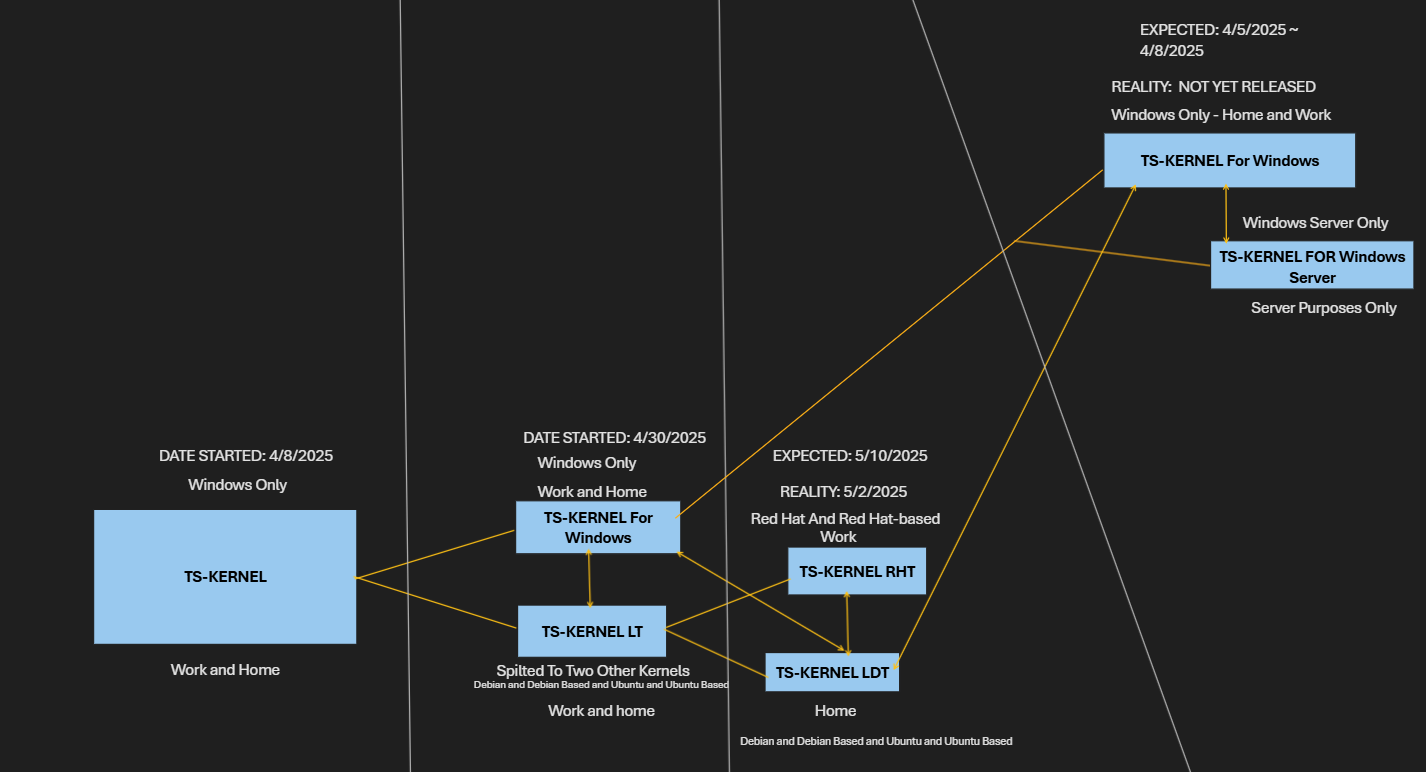 DATE STARTED: 4/8/2025
Windows Only
TS-KERNEL
Work and Home
DATE STARTED: 4/30/2025
Windows Only
Work and Home
TS-KERNEL For
Windows
TS-KERNEL LT
Spilted To Two Other Kernels
Debian and Debian Based and Ubuntu and Ubuntu Based
Work and home
EXPECTED: 5/10/2025
REALITY: 5/2/2025
Red Hat And Red Hat-based
Work
TS-KERNEL RHT
TS-KERNEL LDT
Home
Debian and Debian Based and Ubuntu and Ubuntu Based
EXPECTED: 4/5/2025 ~
4/8/2025
REALITY: NOT YET RELEASED
Windows Only - Home and Work
TS-KERNEL For Windows
Windows Server Only
TS-KERNEL FOR Windows
Server
Server Purposes Only